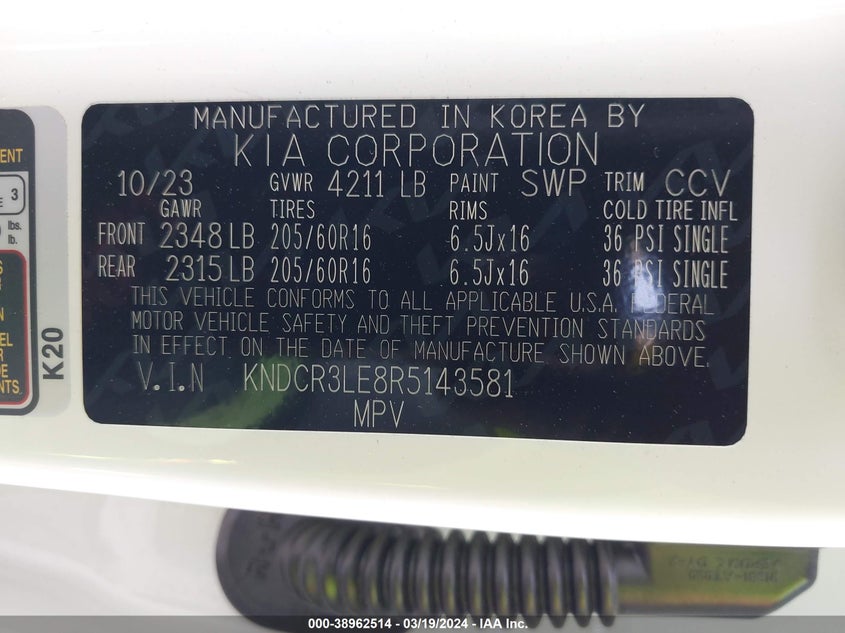 MANUFACTURED IN KOREA BY
KIA CORPORATION
10/23 GVWR 4211 LB PAINT SWP TRIM CCV
GAWR TIRES RIMS COLD TIRE INFL
FRONT 2348 LB 205/60R16 6.5Jx16 36 PSI SINGLE
REAR 2315 LB 205/60R16 6.5Jx16 36 PSI SINGLE
THIS VEHICLE CONFORMS TO ALL APPLICABLE U.S.A. FEDERAL
MOTOR VEHICLE SAFETY AND THEFT PREVENTION STANDARDS
IN EFFECT ON THE DATE OF MANUFACTURE SHOWN ABOVE.
V.I.N KNDCR3LE8R5143581
MPV
3
lbs.
lb.
K20
000-38962514 - 03/19/2024 - IAA Inc.